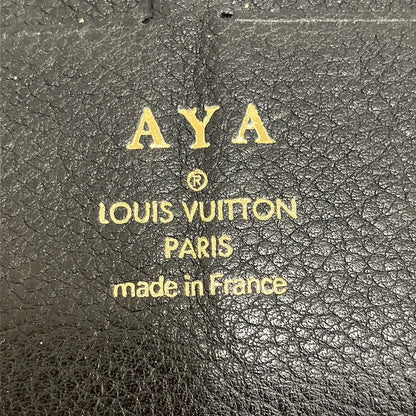 AYA
®
LOUIS VUITTON
PARIS
made in France